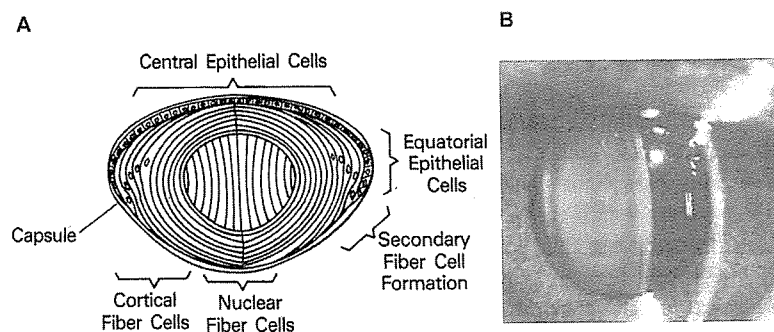 A
B
Central Epithelial Cells
Equatorial
Epithelial
Cells
Capsule
Secondary
Fiber Cell
Formation
Cortical
Fiber Cells
Nuclear
Fiber Cells